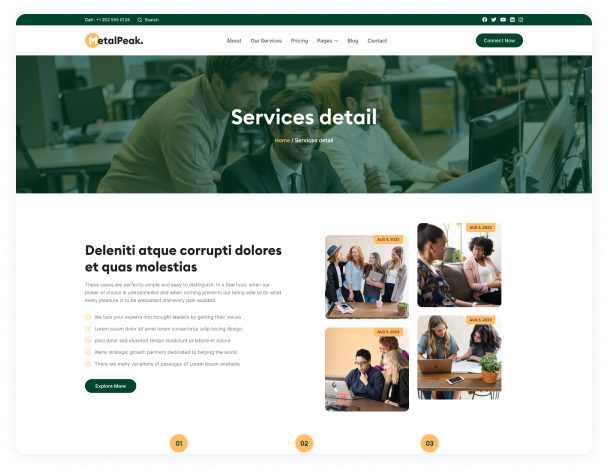 Call : +1 202 555 0124 Search
MetalPeak.
About Our Services Pricing Pages Blog Contact
Connect Now
Services detail
Home / Services detail
Deleniti atque corrupti dolores
et quas molestias
These cases are perfectly simple and easy to distinguish. In a free hour, when our
power of choice is untrammelled and when nothing prevents our being able to do what
every pleasure is to be welcomed and every pain avoided.
We turn your experts into thought leaders by getting their voices
Lorem ipsum dolor sit amet lorem consectetur adip bicing design
pisci dolor sed eiusmod tempo incididunt ut labore et dolore
We're strategic growth partners dedicated to helping the world
There are many variations of passages of Lorem Ipsum available
Explore More
AUG 5, 2023
AUG 5, 2023
AUG 5, 2023
AUG 5, 2023
01
02
03